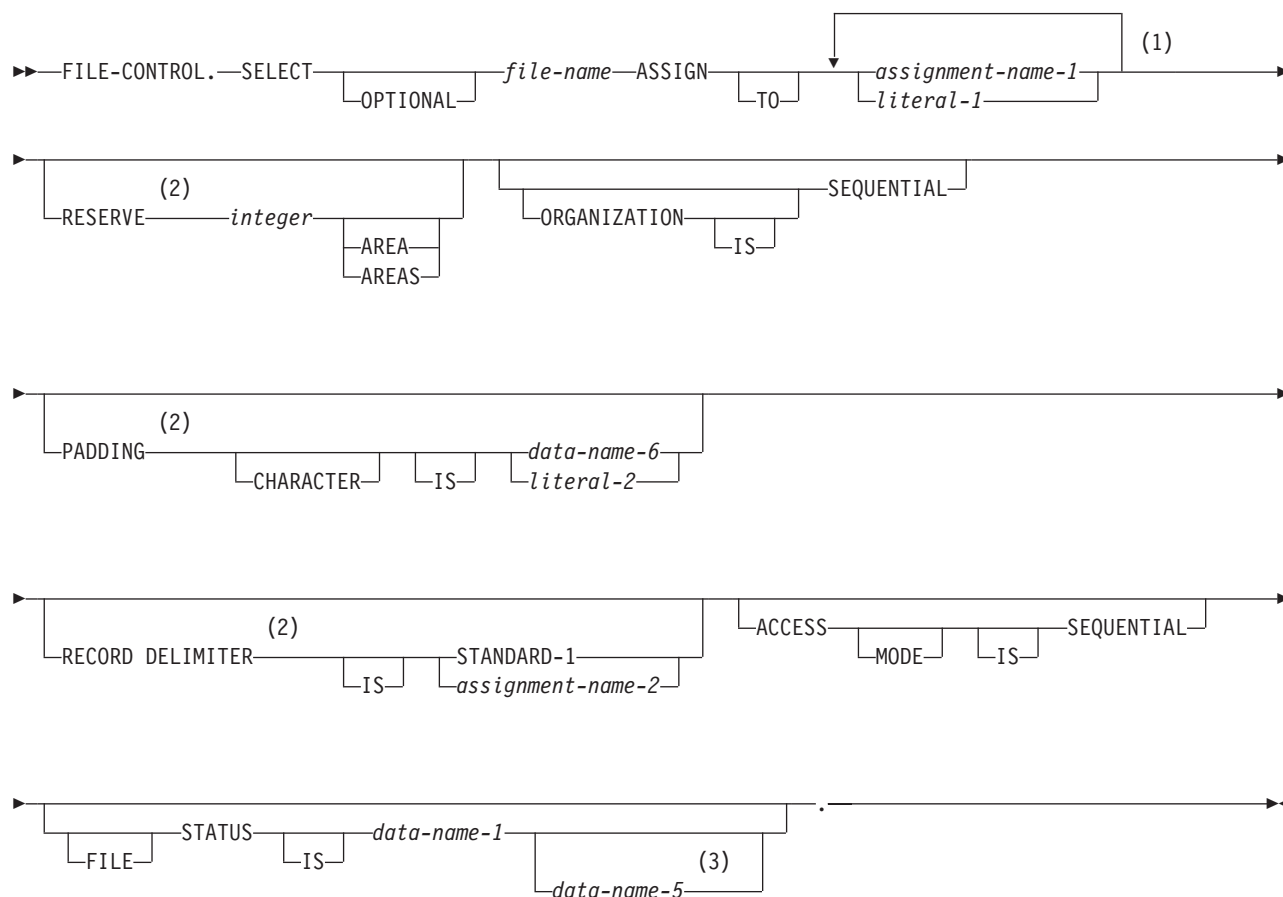 (1)
FILE-CONTROL. SELECT file-name ASSIGN assignment-name-1
OPTIONAL TO literal-1
(2) SEQUENTIAL
RESERVE integer ORGANIZATION
AREA IS
AREAS
(2)
PADDING data-name-6
CHARACTER IS literal-2
(2) ACCESS SEQUENTIAL
RECORD DELIMITER STANDARD-1 MODE IS
IS assignment-name-2
.
STATUS data-name-1
FILE IS (3)
data-name-5